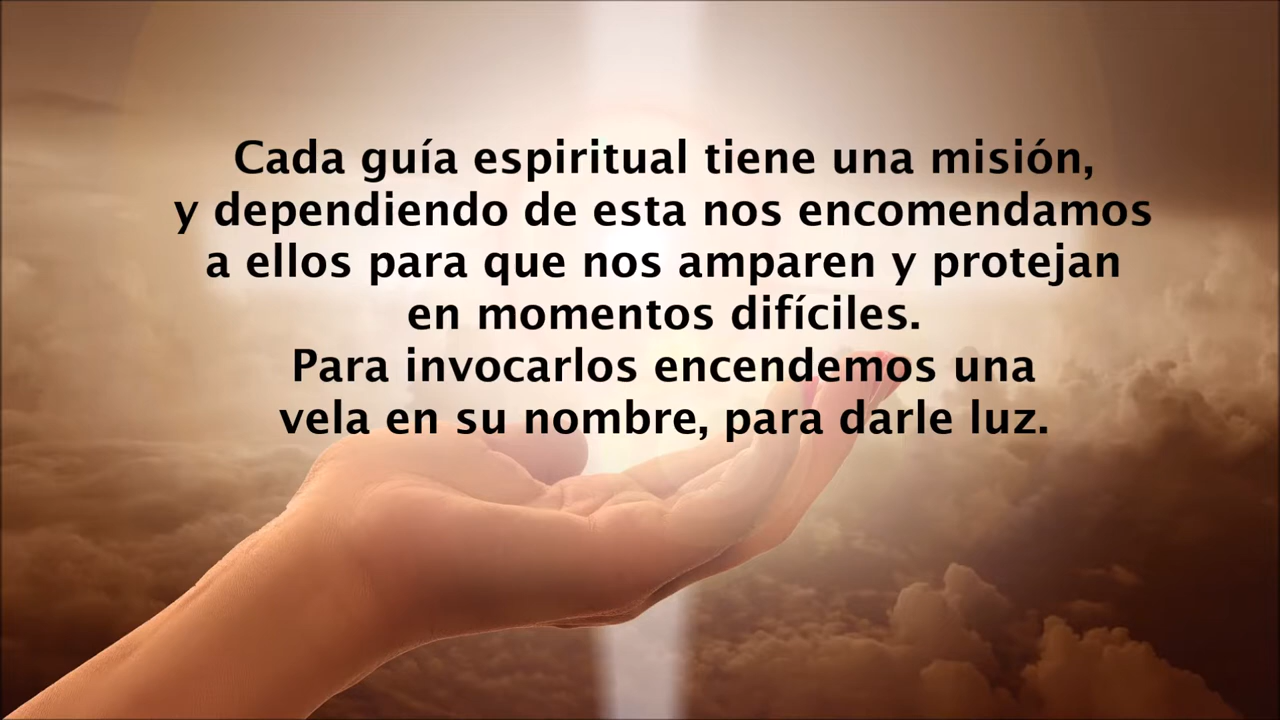 Cada guía espiritual tiene una misión,
y dependiendo de esta nos encomendamos
a ellos para que nos amparen y protejan
en momentos difíciles.
Para invocarlos encendemos una
vela en su nombre, para darle luz.